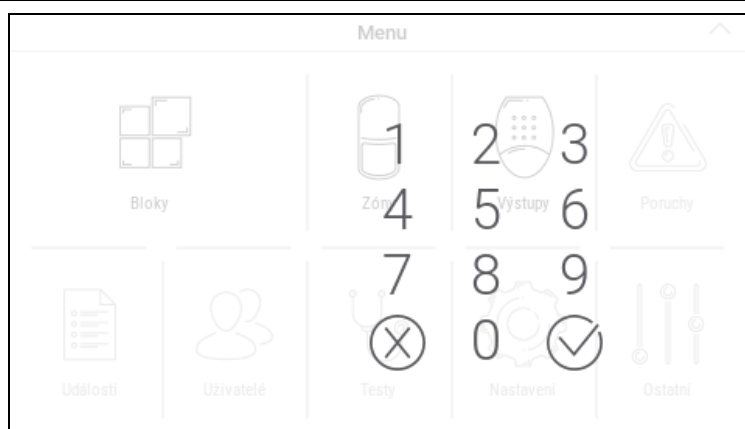 Menu
1 2 3
Bloky Zóny Výstupy Poruchy
4 5 6
7 8 9
0
Události Uživatelé Testy Nastavení Ostatní